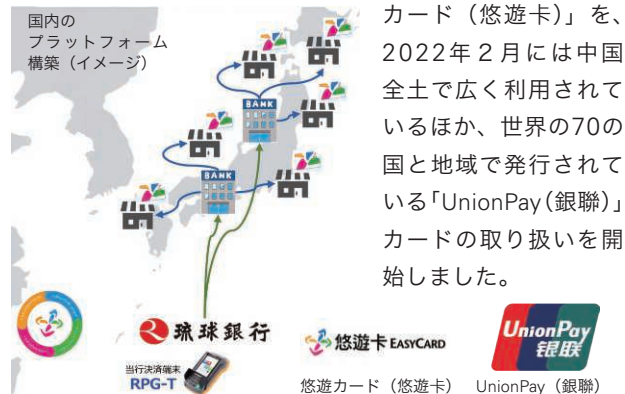 国内の
プラットフォーム
構築（イメージ）
BANK
BANK
琉球銀行
当行決済端末
RPG-T
カード（悠遊卡）」を、
2022年２月には中国
全土で広く利用されて
いるほか、世界の70の
国と地域で発行されて
いる「UnionPay（銀聯）」
カードの取り扱いを開
始しました。
悠遊卡 EASYCARD
悠遊カード（悠遊卡）
UnionPay
银联
UnionPay（銀聯）